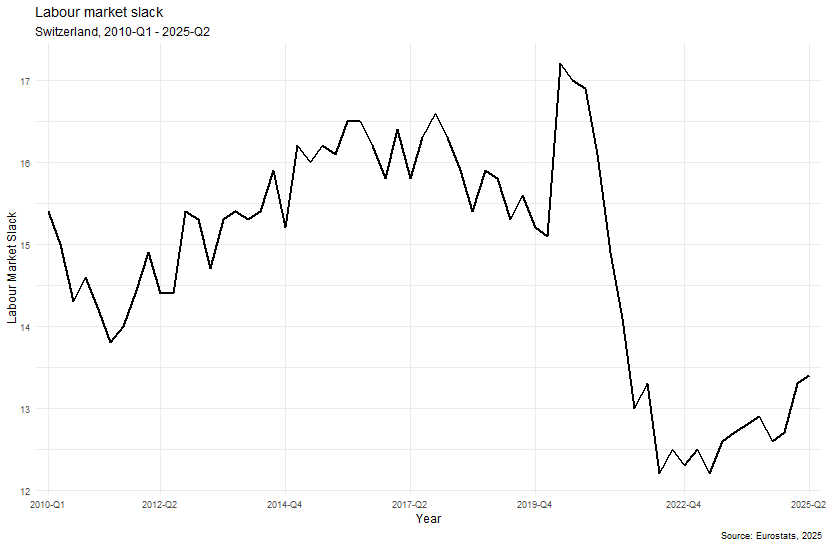 Labour market slack
Switzerland, 2010-Q1 - 2025-Q2
Labour Market Slack
17
16
15
14
13
12
2010-Q1
2012-Q2
2014-Q4
2017-Q2
2019-Q4
2022-Q4
2025-Q2
Year
Source: Eurostats, 2025